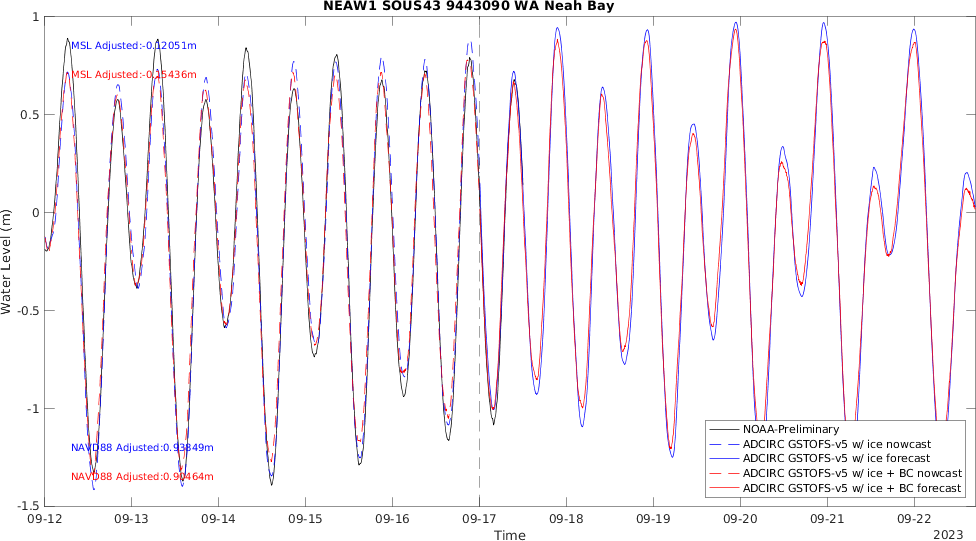 NEAW1 SOUS43 9443090 WA Neah Bay
MSL Adjusted:-0.12051m
MSL Adjusted:-0.15436m
NAVD88 Adjusted:0.93849m
NAVD88 Adjusted:0.90464m
Water Level (m)
1
0.5
0
-0.5
-1
-1.5
NOAA-Preliminary
ADCIRC GSTOFS-v5 w/ ice nowcast
ADCIRC GSTOFS-v5 w/ ice forecast
ADCIRC GSTOFS-v5 w/ ice + BC nowcast
ADCIRC GSTOFS-v5 w/ ice + BC forecast
09-12 09-13 09-14 09-15 09-16 09-17 09-18 09-19 09-20 09-21 09-22
Time
2023